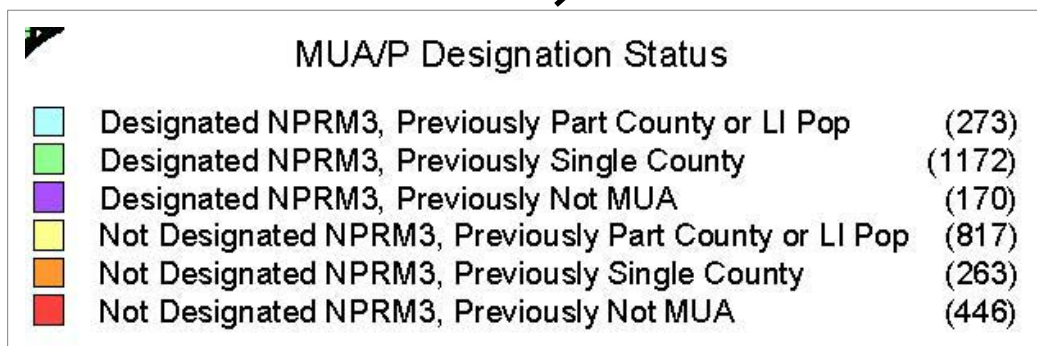 MUA/P Designation Status
Designated NPRM3, Previously Part County or LI Pop (273)
Designated NPRM3, Previously Single County (1172)
Designated NPRM3, Previously Not MUA (170)
Not Designated NPRM3, Previously Part County or LI Pop (817)
Not Designated NPRM3, Previously Single County (263)
Not Designated NPRM3, Previously Not MUA (446)